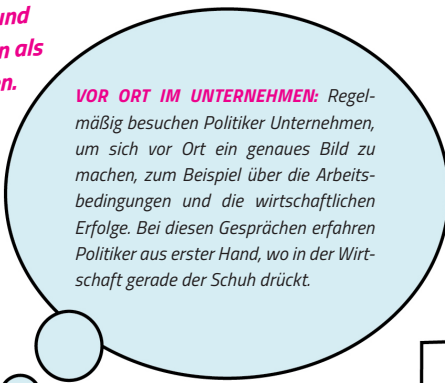 und
als
en.
VOR ORT IM UNTERNEHMEN: Regel-
mäßig besuchen Politiker Unternehmen,
um sich vor Ort ein genaues Bild zu
machen, zum Beispiel über die Arbeits-
bedingungen und die wirtschaftlichen
Erfolge. Bei diesen Gesprächen erfahren
Politiker aus erster Hand, wo in der Wirt-
schaft gerade der Schuh drückt.